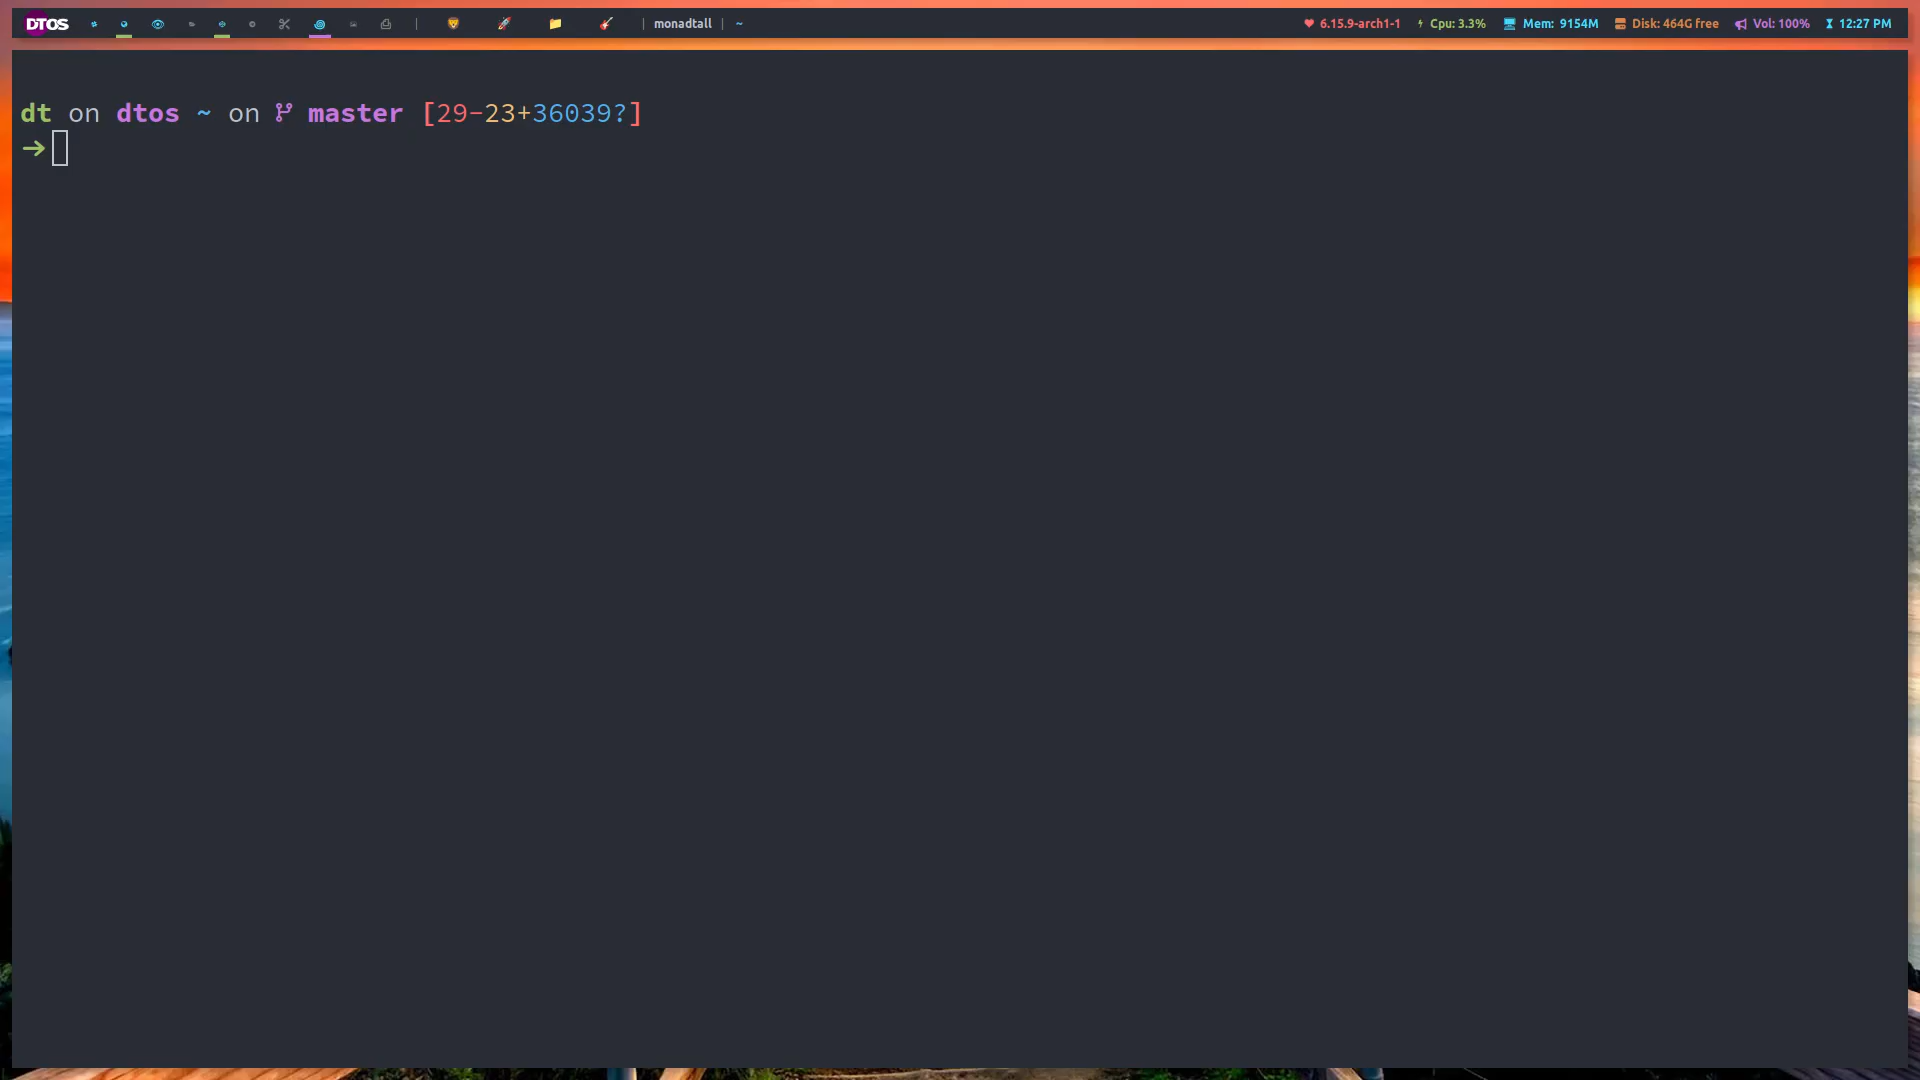 DTOS | | monadtall | ~ 6.15.9-arch1-1 Cpu: 3.3% Mem: 9154M Disk: 464G free Vol: 100% 12:27 PM
dt on dtos ~ on master [29-23+36039?]
➜